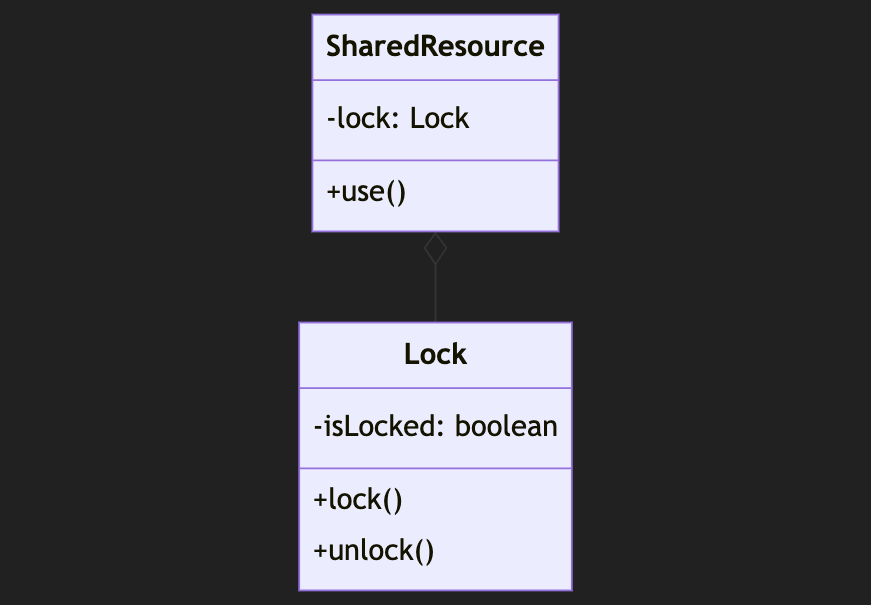 SharedResource
-lock: Lock
+use()
Lock
-isLocked: boolean
+lock()
+unlock()